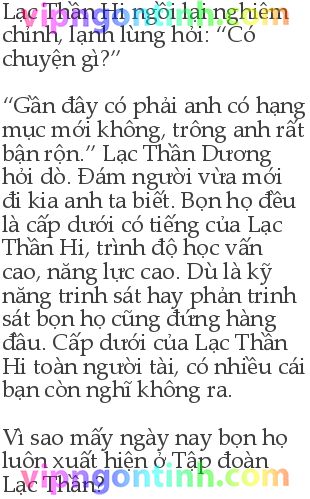 Lạc Thần Hi ngồi lại nghiêm
chỉnh, lạnh lùng hỏi: “Có
chuyện gì?”
“Gần đây có phải anh có hạng
mục mới không, trông anh rất
bận rộn.” Lạc Thần Dương
hỏi dò. Đám người vừa mới
đi kia anh ta biết. Bọn họ đều
là cấp dưới có tiếng của Lạc
Thần Hi, trình độ học vấn
cao, năng lực cao. Dù là kỹ
năng trinh sát hay phản trinh
sát bọn họ cũng đứng hàng
đầu. Cấp dưới của Lạc Thần
Hi toàn người tài, có nhiều cái
bạn còn nghĩ không ra.
Vì sao mấy ngày nay bọn họ
luôn xuất hiện ở Tập đoàn
Lạc Thần?
vipngontinh.com
vipngontinh.com